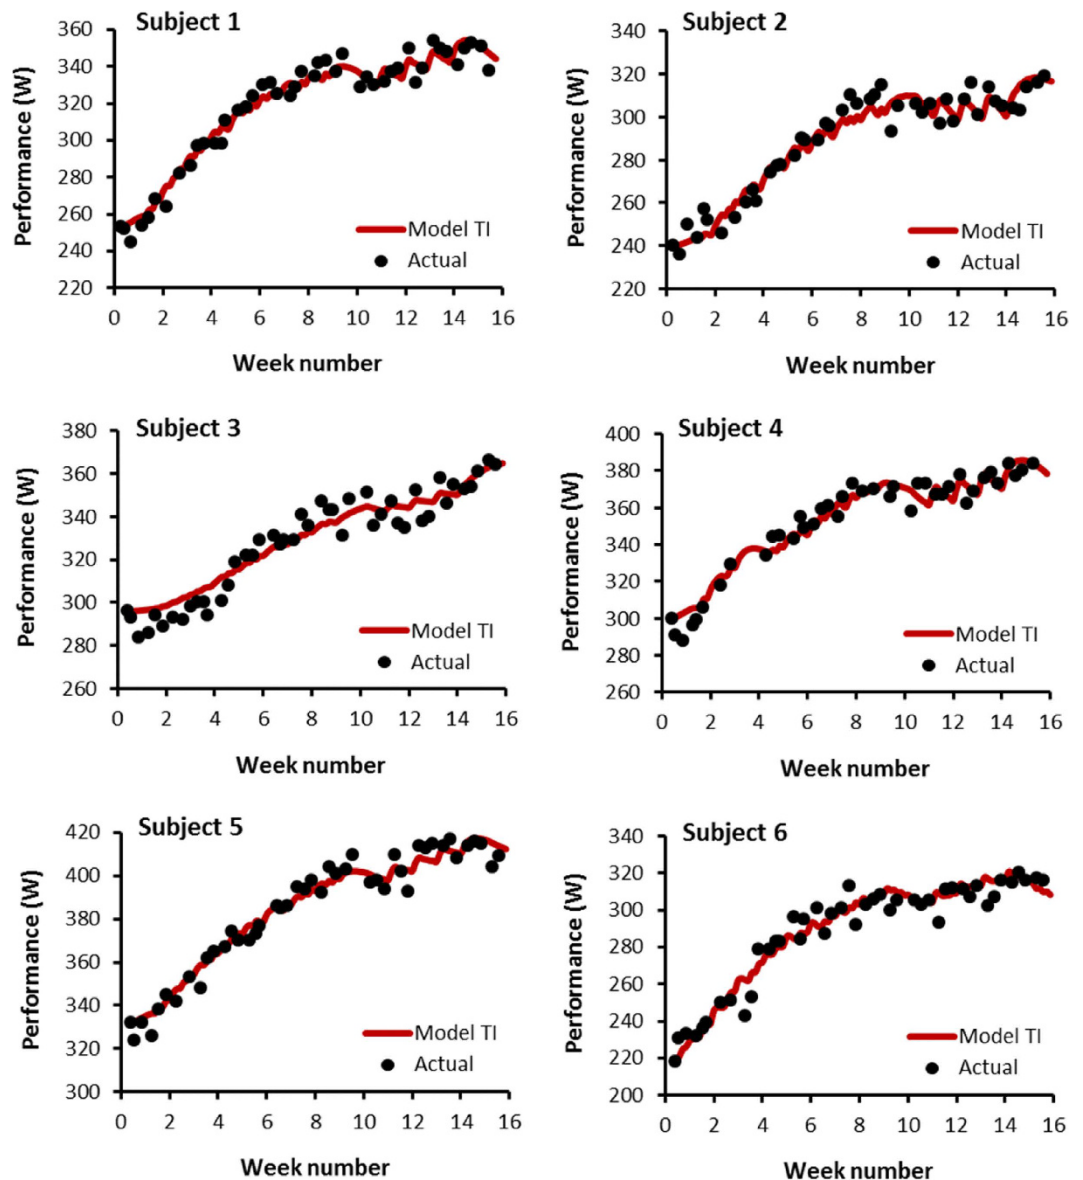 Subject 1
Performance (W)
360
340
320
300
280
260
240
220
Model TI
Actual
0 2 4 6 8 10 12 14 16
Week number
Subject 2
Performance (W)
340
320
300
280
260
240
220
Model TI
Actual
0 2 4 6 8 10 12 14 16
Week number
Subject 3
Performance (W)
380
360
340
320
300
280
260
Model TI
Actual
0 2 4 6 8 10 12 14 16
Week number
Subject 4
Performance (W)
400
380
360
340
320
300
280
260
Model TI
Actual
0 2 4 6 8 10 12 14 16
Week number
Subject 5
Performance (W)
420
400
380
360
340
320
300
Model TI
Actual
0 2 4 6 8 10 12 14 16
Week number
Subject 6
Performance (W)
340
320
300
280
260
240
220
200
Model TI
Actual
0 2 4 6 8 10 12 14 16
Week number